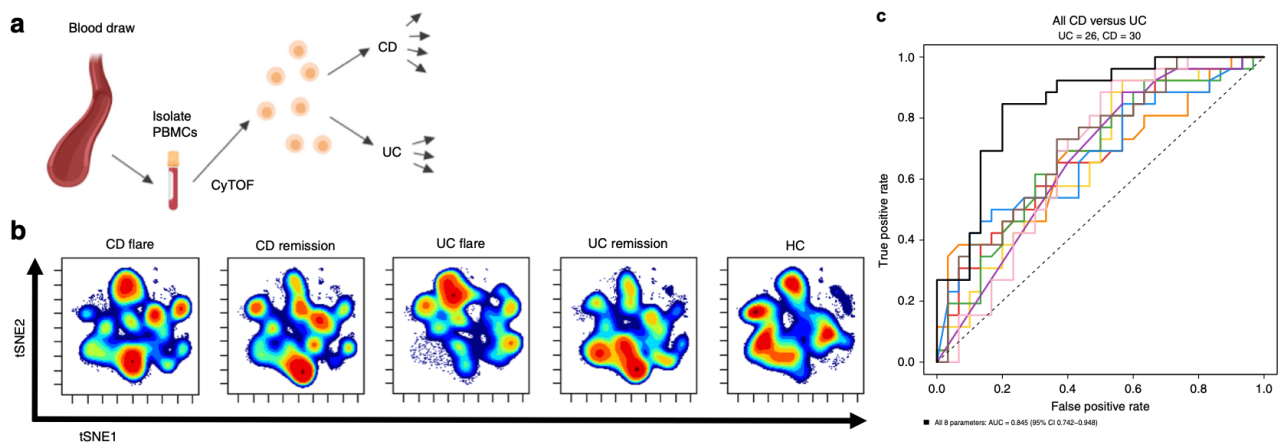 a
Blood draw
Isolate
PBMCs
CyTOF
CD
UC
b
CD flare
CD remission
UC flare
UC remission
HC
tSNE2
tSNE1
c
All CD versus UC
UC = 26, CD = 30
True positive rate
1.0
0.8
0.6
0.4
0.2
0.0
0.0 0.2 0.4 0.6 0.8 1.0
False positive rate
All 8 parameters: AUC = 0.845 (95% CI 0.742–0.948)